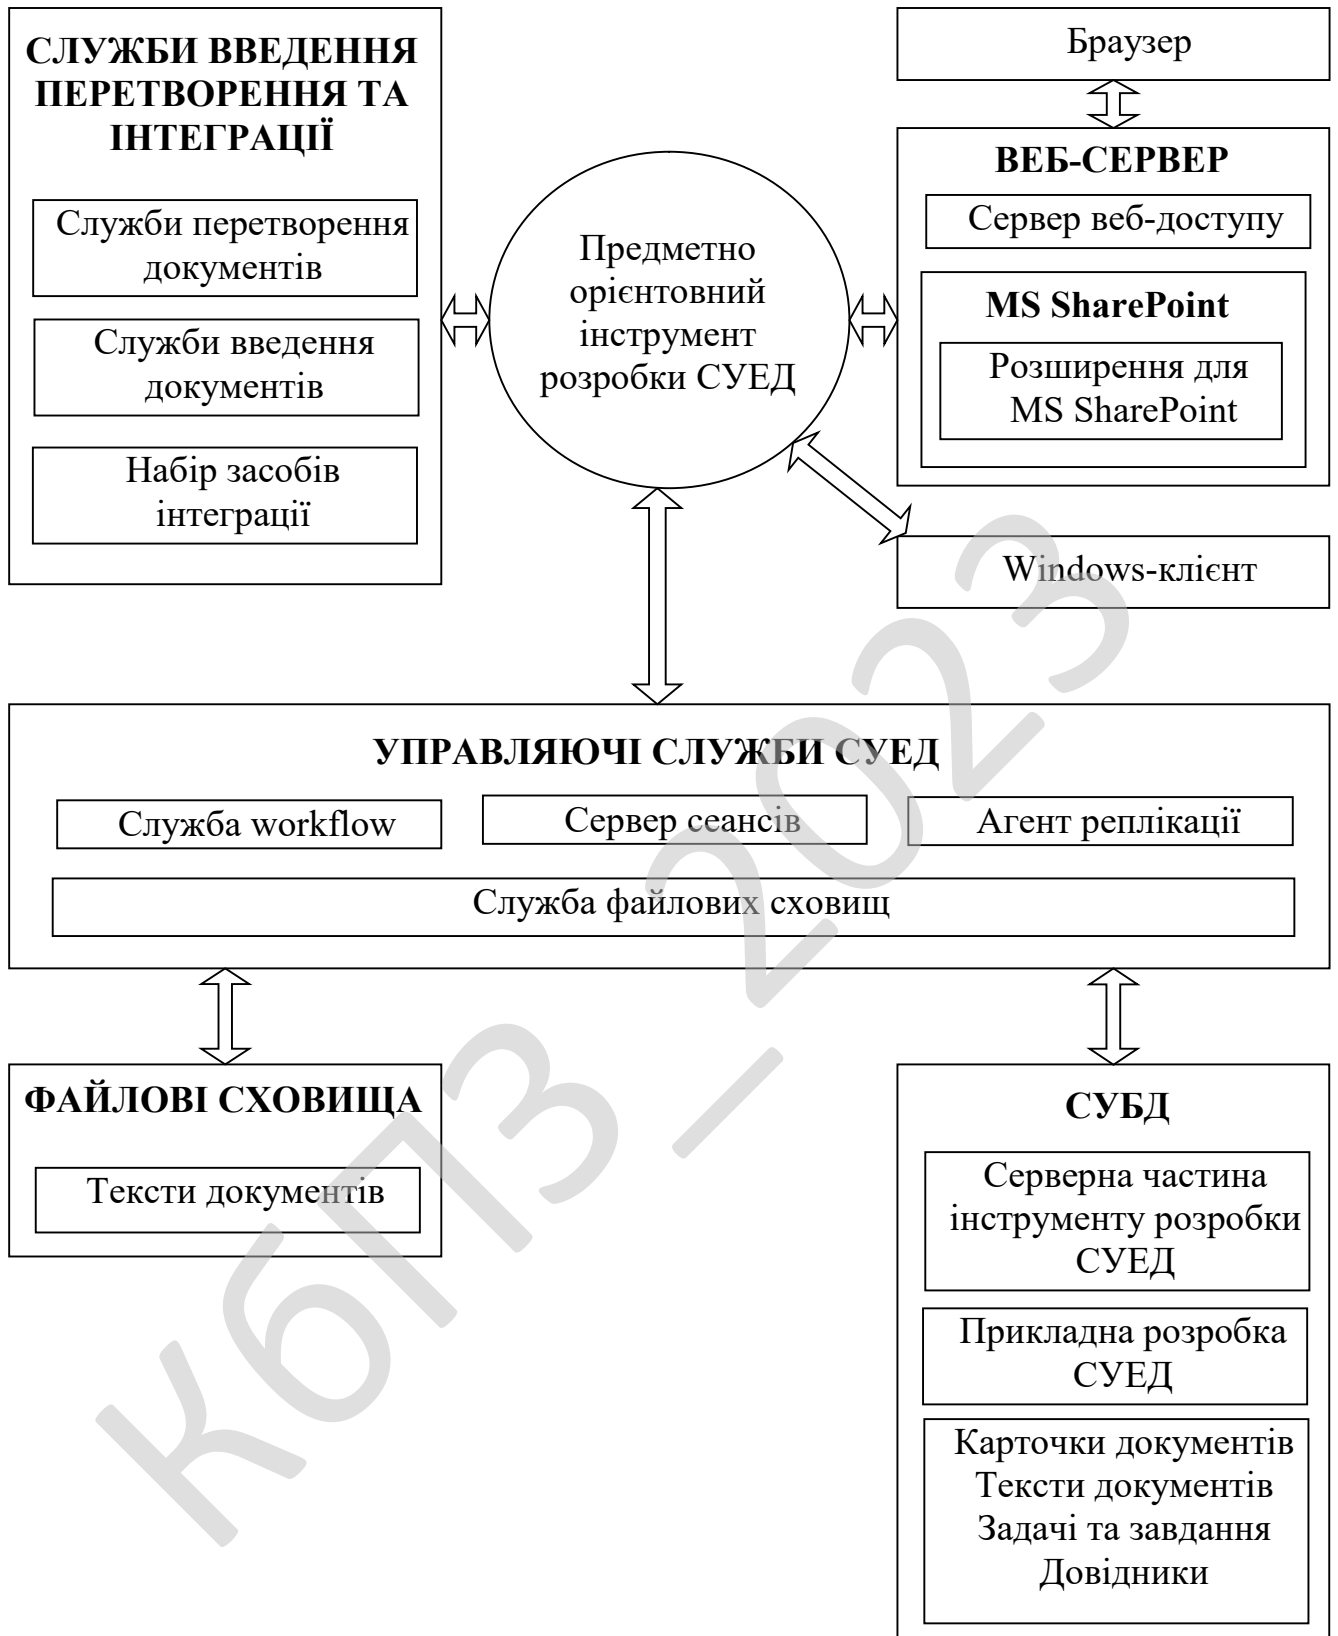 СЛУЖБИ ВВЕДЕННЯ
ПЕРЕТВОРЕННЯ ТА
ІНТЕГРАЦІЇ
Служби перетворення
документів
Служби введення
документів
Набір засобів
інтеграції
Предметно
орієнтовний
інструмент
розробки СУЕД
Браузер
ВЕБ-СЕРВЕР
Сервер веб-доступу
MS SharePoint
Розширення для
MS SharePoint
Windows-клієнт
УПРАВЛЯЮЧІ СЛУЖБИ СУЕД
Служба workflow
Сервер сеансів
Агент реплікації
Служба файлових сховищ
ФАЙЛОВІ СХОВИЩА
Тексти документів
СУБД
Серверна частина
інструменту розробки
СУЕД
Прикладна розробка
СУЕД
Карточки документів
Тексти документів
Задачі та завдання
Довідники
КбПЗ_2023